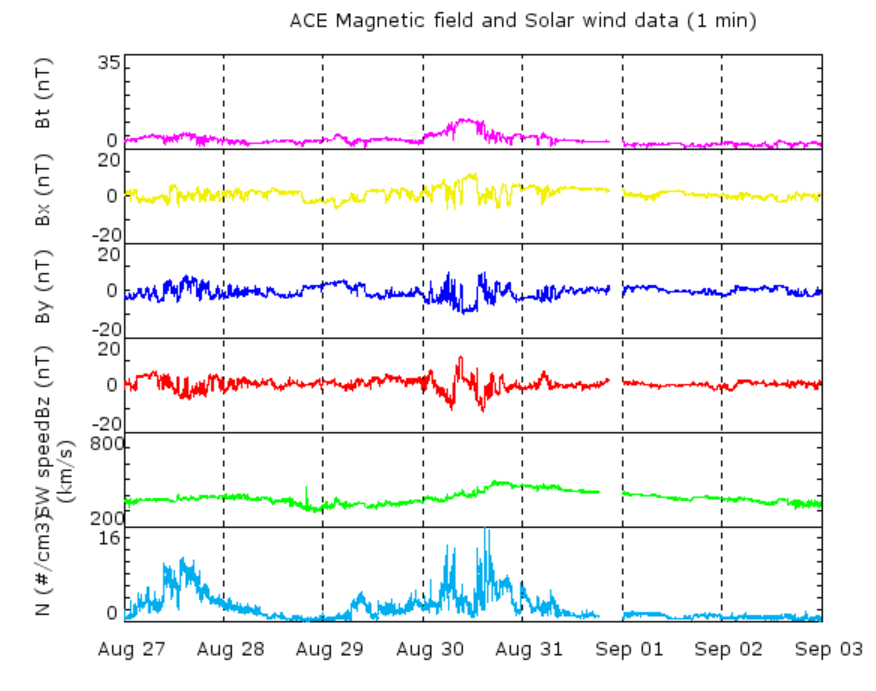 ACE Magnetic field and Solar wind data (1 min)
Bt (nT)
35
0
Bx (nT)
20
0
-20
By (nT)
20
0
-20
Bz (nT)
20
0
-20
SW speed
(km/s)
800
200
N (#/cm3)
16
0
Aug 27 Aug 28 Aug 29 Aug 30 Aug 31 Sep 01 Sep 02 Sep 03